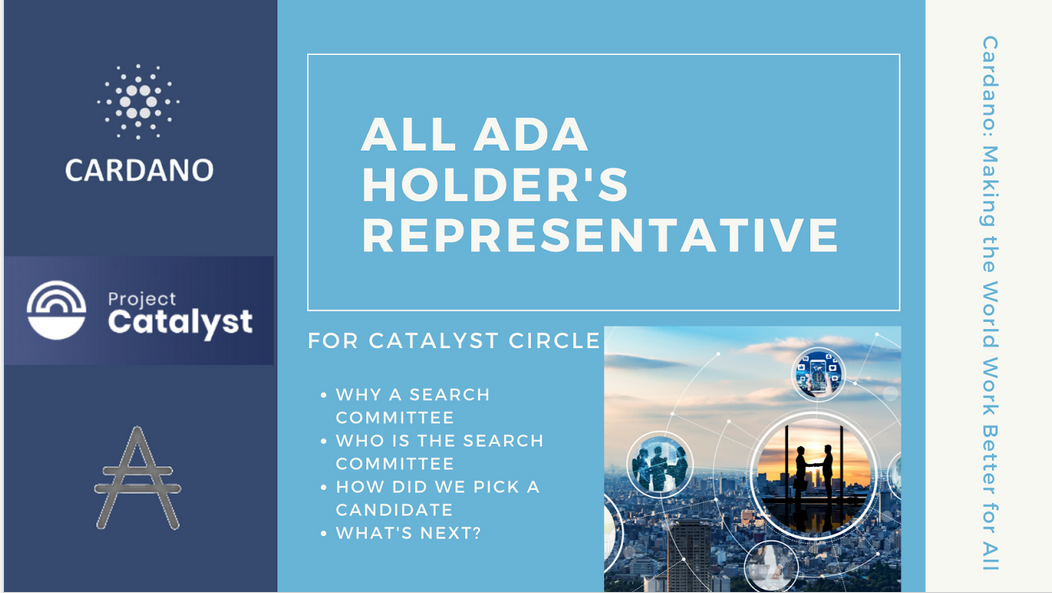 CARDANO
Project
Catalyst
ALL ADA
HOLDER'S
REPRESENTATIVE
FOR CATALYST CIRCLE
• WHY A SEARCH
COMMITTEE
• WHO IS THE SEARCH
COMMITTEE
• HOW DID WE PICK A
CANDIDATE
• WHAT'S NEXT?
Cardano: Making the World Work Better for All